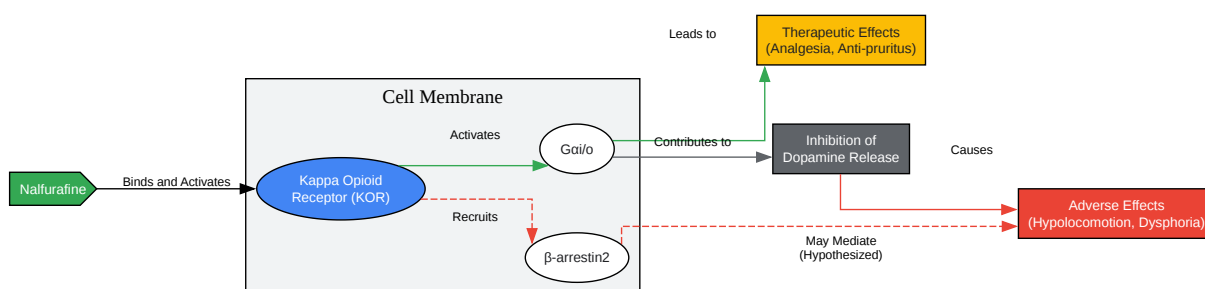 Leads to
Therapeutic Effects
(Analgesia, Anti-pruritus)
Cell Membrane
Activates
Gαi/o
Contributes to
Inhibition of
Dopamine Release
Causes
Nalfurafine
Binds and Activates
Kappa Opioid
Receptor (KOR)
Recruits
β-arrestin2
May Mediate
(Hypothesized)
Adverse Effects
(Hypolocomotion, Dysphoria)